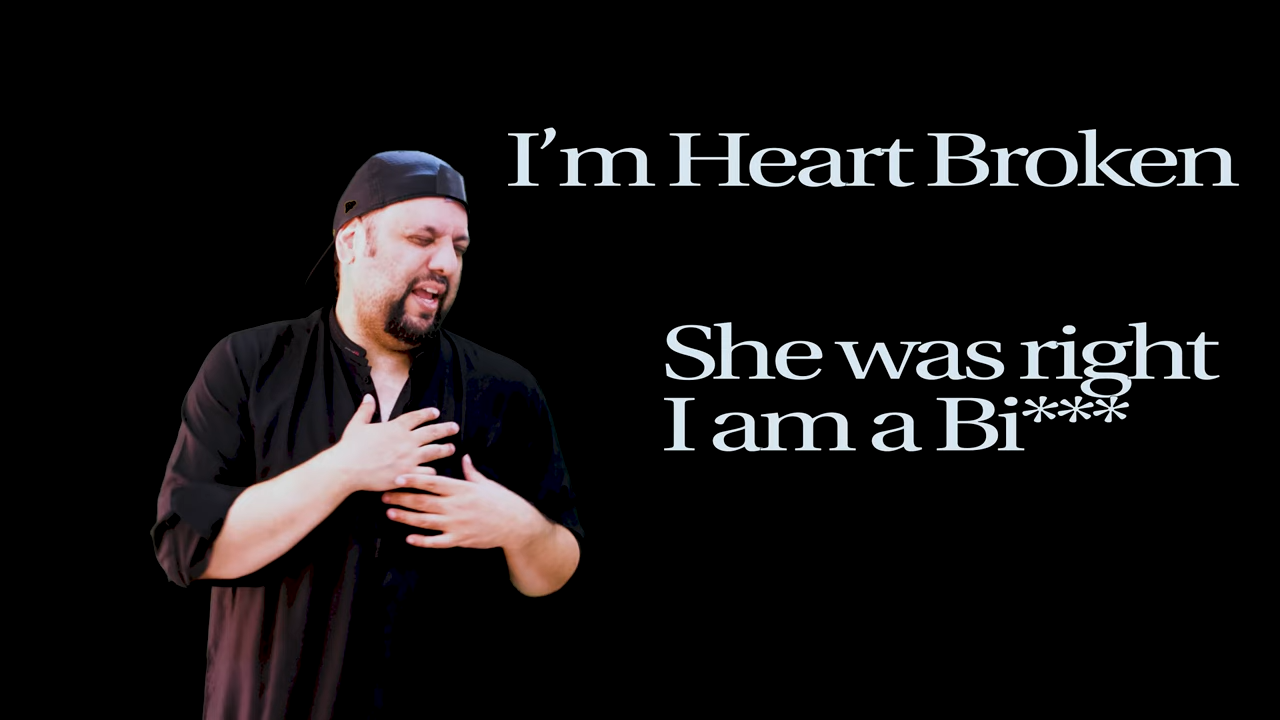 I’m Heart Broken
She was right
I am a Bi***